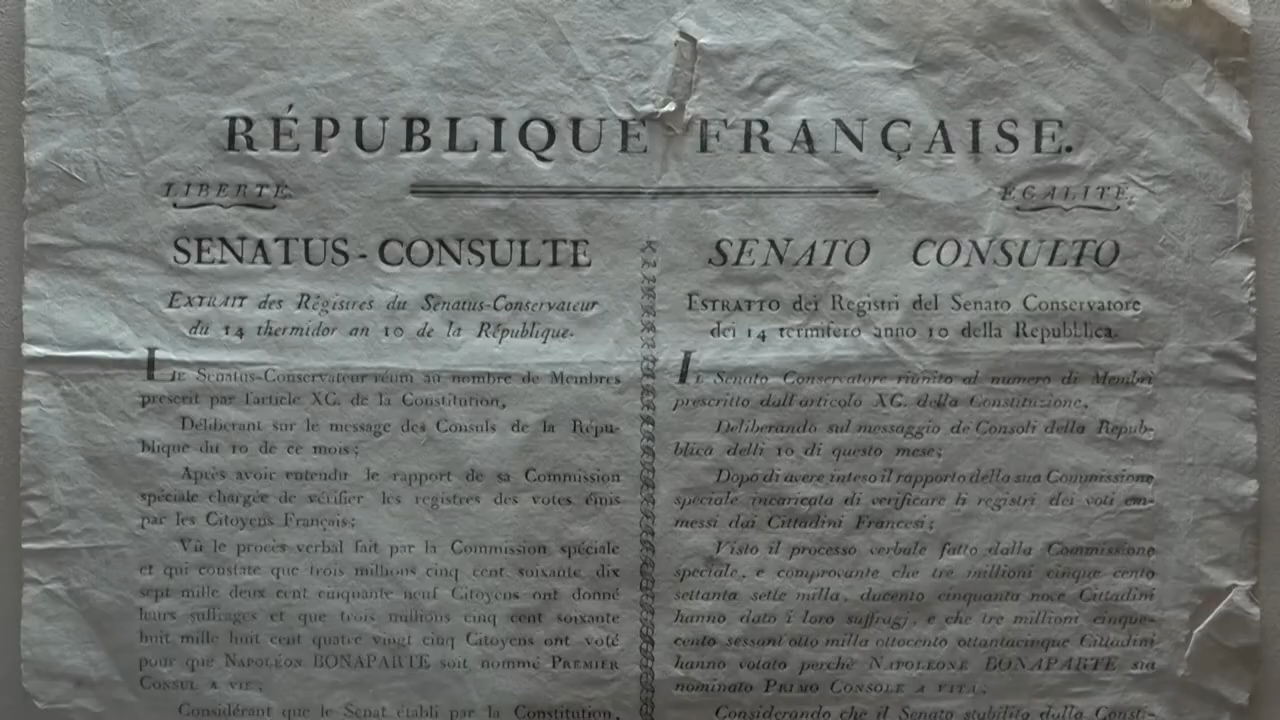 RÉPUBLIQUE FRANÇAISE.
LIBERTÉ.
EGALITÉ.
SENATUS-CONSULTE
EXTRAIT des Régistres du Senatus-Conservateur
du 14 thermidor an 10 de la République.
LE Senatus-Conservateur réuni au nombre de Membres
prescrit par l'article XC. de la Constitution,
Déliberant sur le message des Consuls de la Répu-
blique du 10 de ce mois;
Après avoir entendu le rapport de sa Commission
spéciale chargée de vérifier les registres des votes émis
par les Citoyens Français;
Vû le procès verbal fait par la Commission spéciale
et qui constate que trois millions cinq cent soixante dix
sept mille deux cent cinquante neuf Citoyens ont donné
leurs suffrages et que trois millions cinq cent soixante
huit mille huit cent quatre vingt cinq Citoyens ont voté
pour que NAPOLÉON BONAPARTE soit nommé PREMIER
CONSUL A VIE;
Considérant que le Senat établi par la Constitution,
SENATO CONSULTO
ESTRATTO dei Registri del Senato Conservatore
dei 14 termifero anno 10 della Repubblica.
IL Senato Conservatore riunito al numero di Membri
prescritto dall'articolo XC. della Constituzione,
Deliberando sul messaggio de Consoli della Repub-
blica delli 10 di questo mese;
Dopo di avere inteso il rapporto della sua Commissione
speciale incaricata di verificare li registri dei voti em-
messi dai Cittadini Francesi;
Visto il processo verbale fatto dalla Commissione
speciale, e comprovante che tre millioni cinque cento
settanta sette milla, ducento cinquanta nove Cittadini
hanno dato i loro suffragj, e che tre millioni cinque-
cento sessant'otto milla ottocento ottantacinque Cittadini
hanno votato perchè NAPOLEONE BONAPARTE sia
nominato PRIMO CONSOLE A VITA;
Considerando che il Senato stabilito dalla Consti-